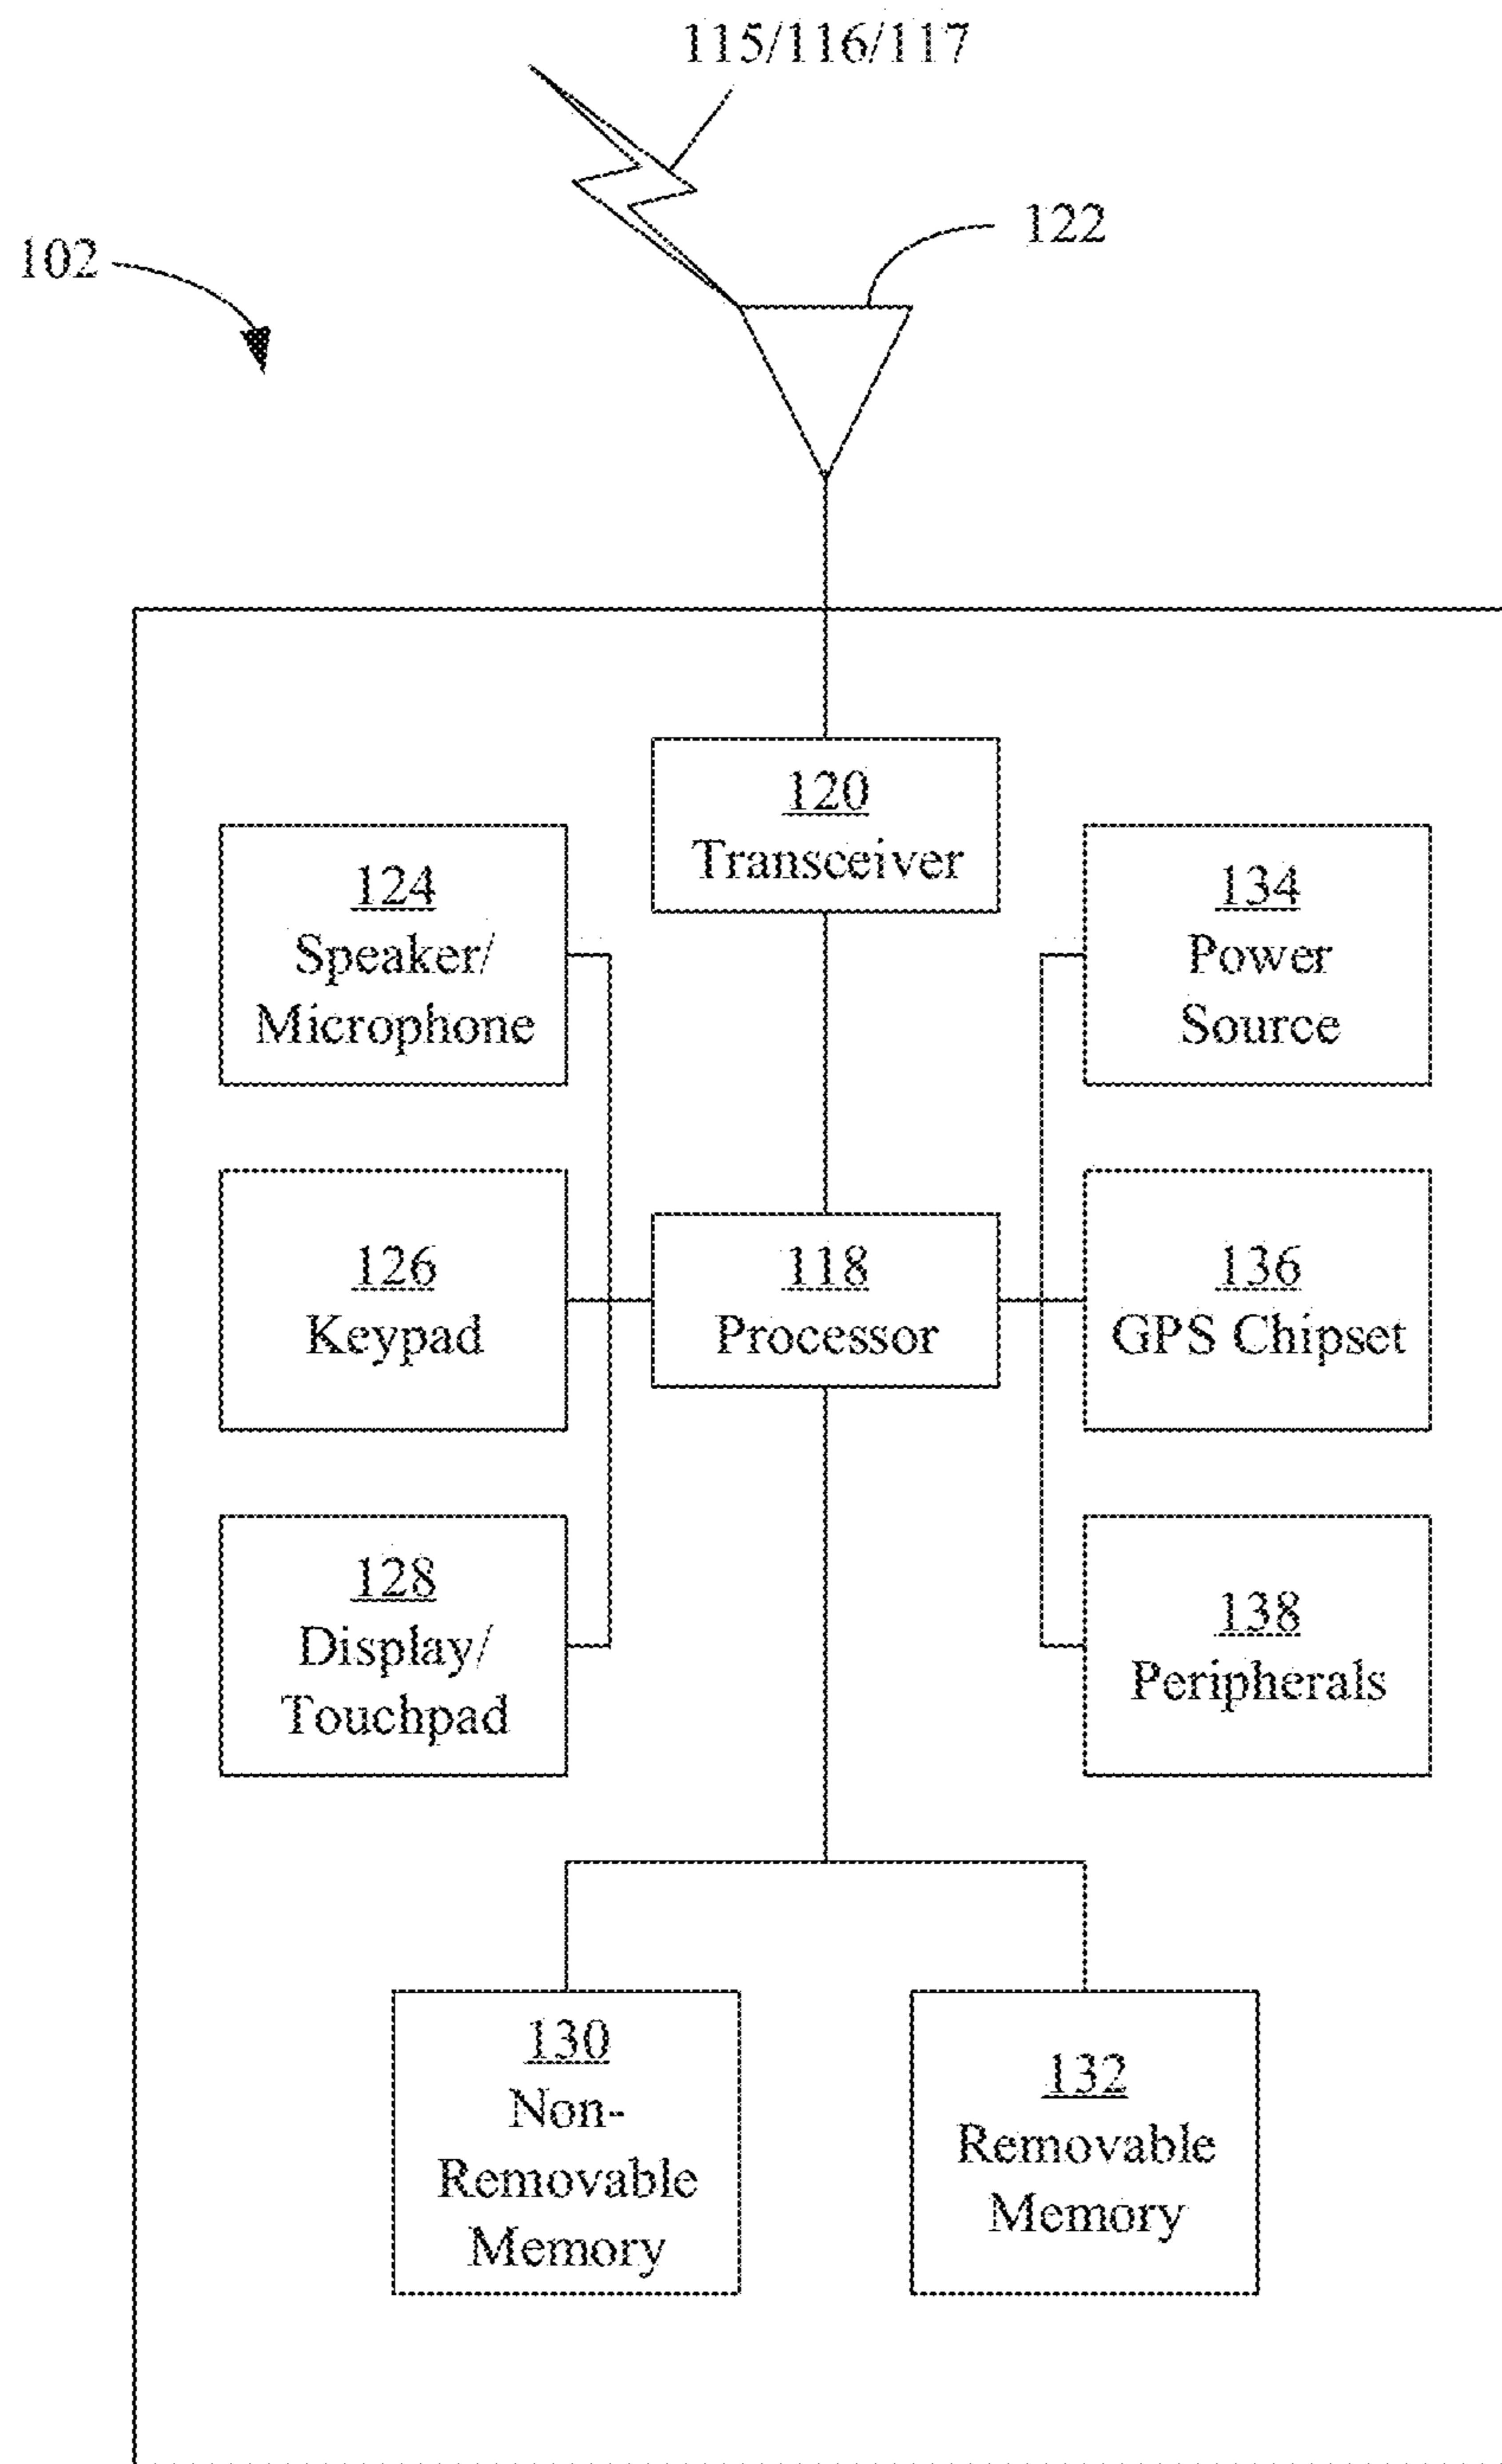 115/116/117
122
102
120
Transceiver
124
Speaker/
Microphone
134
Power
Source
126
Keypad
118
Processor
136
GPS Chipset
128
Display/
Touchpad
138
Peripherals
130
Non-
Removable
Memory
132
Removable
Memory